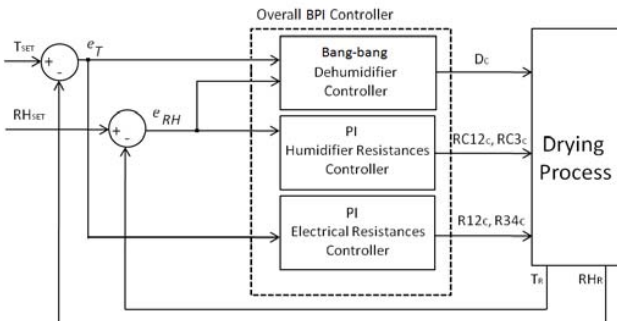 Overall BPI Controller
TSET
+
-
eT
Bang-bang
Dehumidifier
Controller
DC
RHSET
+
-
eRH
PI
Humidifier Resistances
Controller
RC12C, RC3C
Drying
Process
PI
Electrical Resistances
Controller
R12C, R34C
TR
RHR